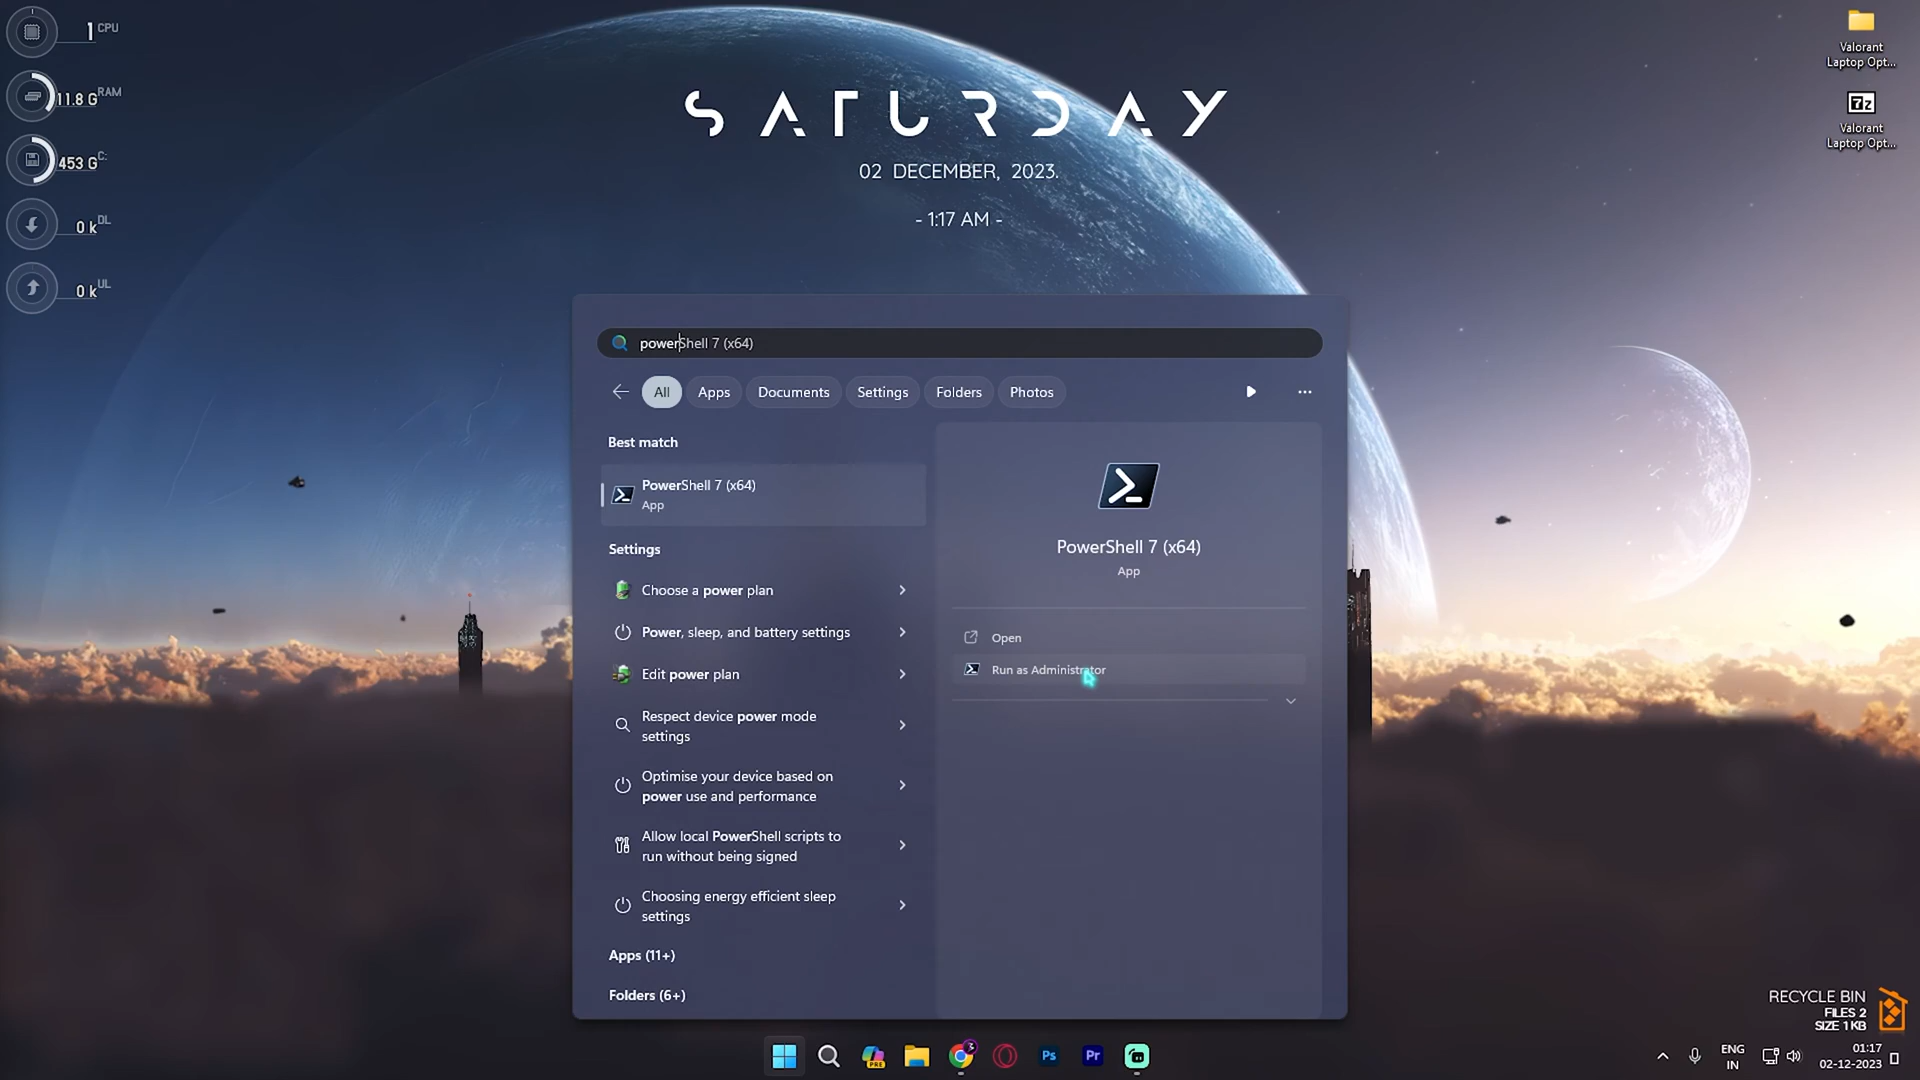 1 CPU
11.8 G RAM
453 G C:
0 k DL
0 k UL
SATURDAY
02 DECEMBER, 2023.
- 1:17 AM -
Valorant
Laptop Opt...
7z
Valorant
Laptop Opt...
powerShell 7 (x64)
All Apps Documents Settings Folders Photos
Best match
PowerShell 7 (x64)
App
Settings
Choose a power plan
Power, sleep, and battery settings
Edit power plan
Respect device power mode
settings
Optimise your device based on
power use and performance
Allow local PowerShell scripts to
run without being signed
Choosing energy efficient sleep
settings
Apps (11+)
Folders (6+)
PowerShell 7 (x64)
App
Open
Run as Administrator
RECYCLE BIN
FILES 2
SIZE 1 KB
PRE
3
Ps
Pr
ENG
IN
01:17
02-12-2023